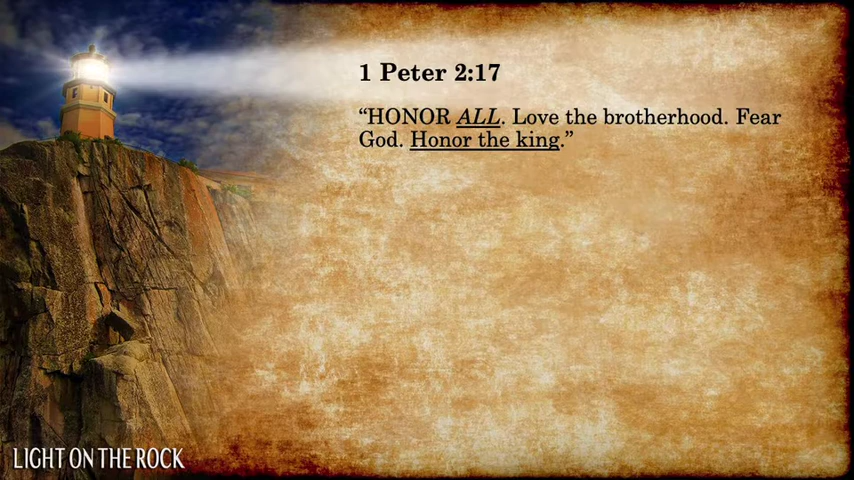 1 Peter 2:17
“HONOR ALL. Love the brotherhood. Fear
God. Honor the king.”
LIGHT ON THE ROCK